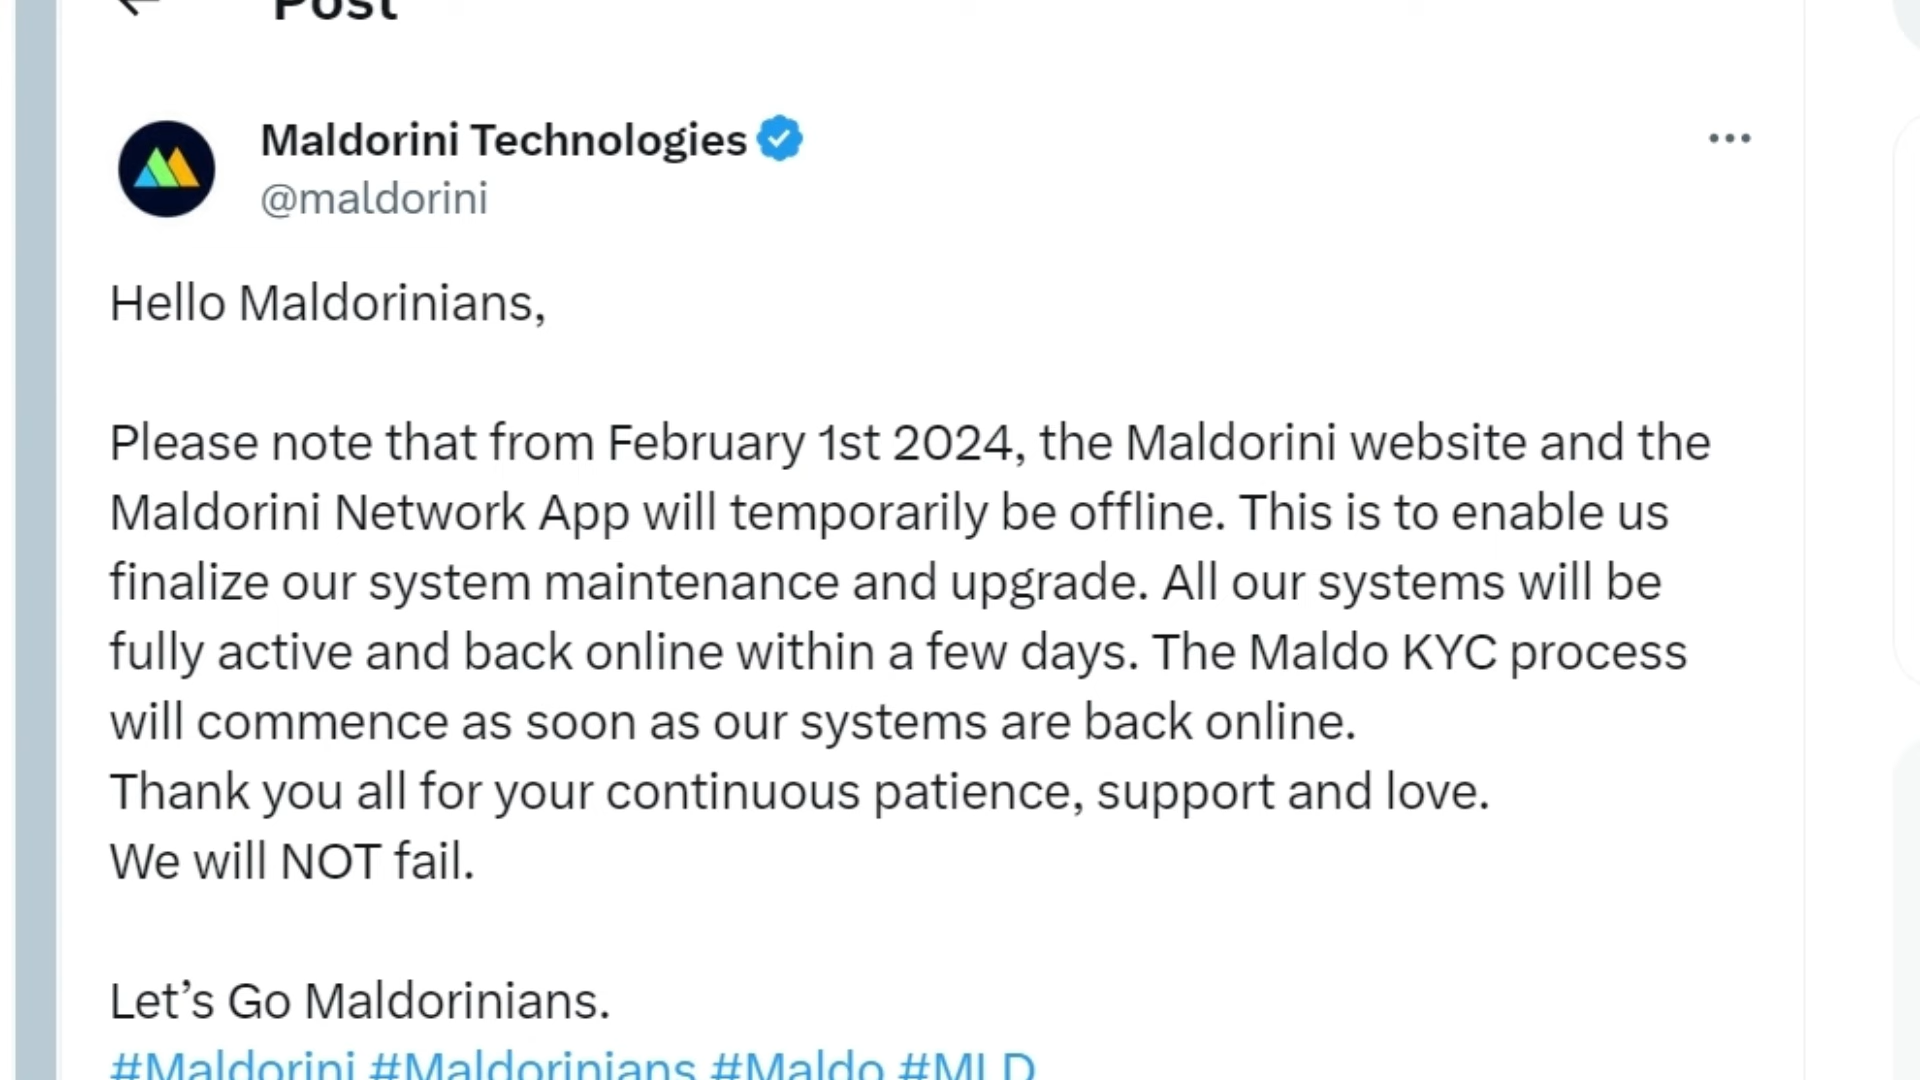 Post
Maldorini Technologies
@maldorini
Hello Maldorinians,
Please note that from February 1st 2024, the Maldorini website and the
Maldorini Network App will temporarily be offline. This is to enable us
finalize our system maintenance and upgrade. All our systems will be
fully active and back online within a few days. The Maldo KYC process
will commence as soon as our systems are back online.
Thank you all for your continuous patience, support and love.
We will NOT fail.
Let’s Go Maldorinians.
#Maldorini #Maldorinians #Maldo #MLD